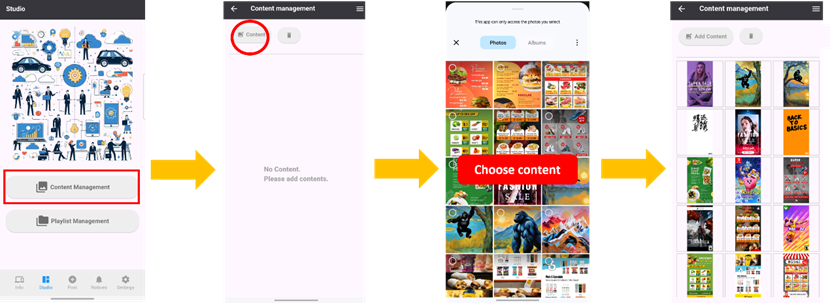 Studio
Content Management
Playlist Management
Info
Studio
Post
Notices
Settings
Content management
Content
No Content.
Please add contents.
This app can only access the photos you select
Photos
Albums
Choose content
FASHION
SALE
Content management
Add Content
BACK
TO
BASICS